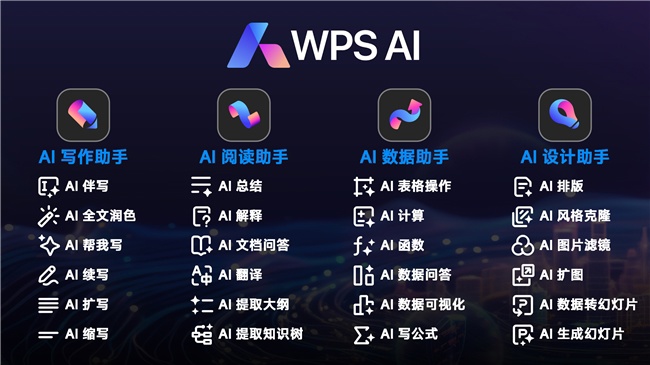 WPS AI
AI 写作助手
AI 伴写
AI 全文润色
AI 帮我写
AI 续写
AI 扩写
AI 缩写
AI 阅读助手
AI 总结
AI 解释
AI 文档问答
AI 翻译
AI 提取大纲
AI 提取知识树
AI 数据助手
AI 表格操作
AI 计算
AI 函数
AI 数据问答
AI 数据可视化
AI 写公式
AI 设计助手
AI 排版
AI 风格克隆
AI 图片滤镜
AI 扩图
AI 数据转幻灯片
AI 生成幻灯片